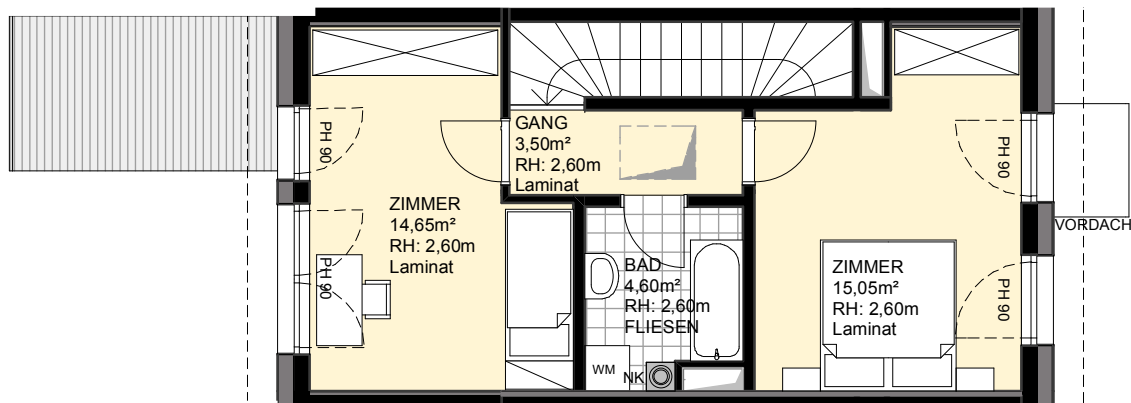 GANG
3,50m²
RH: 2,60m
Laminat
PH 90
PH 90
ZIMMER
14,65m²
RH: 2,60m
Laminat
PH 90
VORDACH
BAD
4,60m²
RH: 2,60m
FLIESEN
ZIMMER
15,05m²
RH: 2,60m
Laminat
PH 90
WM
NK